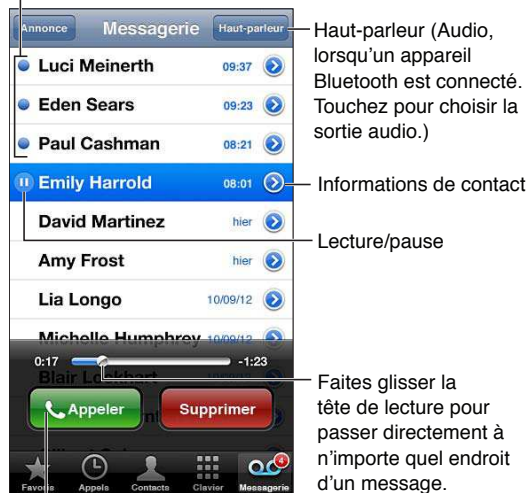 Annonce Messagerie Haut-parleur
Luci Meinerth 09:37
Eden Sears 09:23
Paul Cashman 08:21
Emily Harrold 08:01
David Martinez hier
Amy Frost hier
Lia Longo 10/09/12
Michelle Humphrey 10/09/12
0:17 -1:23
Blair Lockhart
Appeler Supprimer
Favoris Appels Contacts Clavier Messagerie 4
Haut-parleur (Audio,
lorsqu'un appareil
Bluetooth est connecté.
Touchez pour choisir la
sortie audio.)
Informations de contact
Lecture/pause
Faites glisser la
tête de lecture pour
passer directement à
n'importe quel endroit
d'un message.